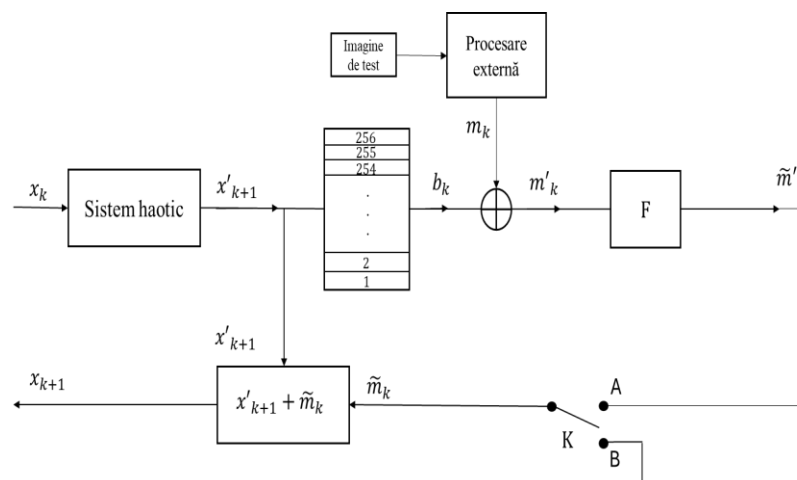 Imagine
de test
Procesare
externă
m_k
256
255
254
.
.
.
2
1
x_k
Sistem haotic
x'_{k+1}
b_k
m'_k
F
m̃'
x'_{k+1}
x_{k+1}
x'_{k+1} + m̃_k
m̃_k
A
K
B